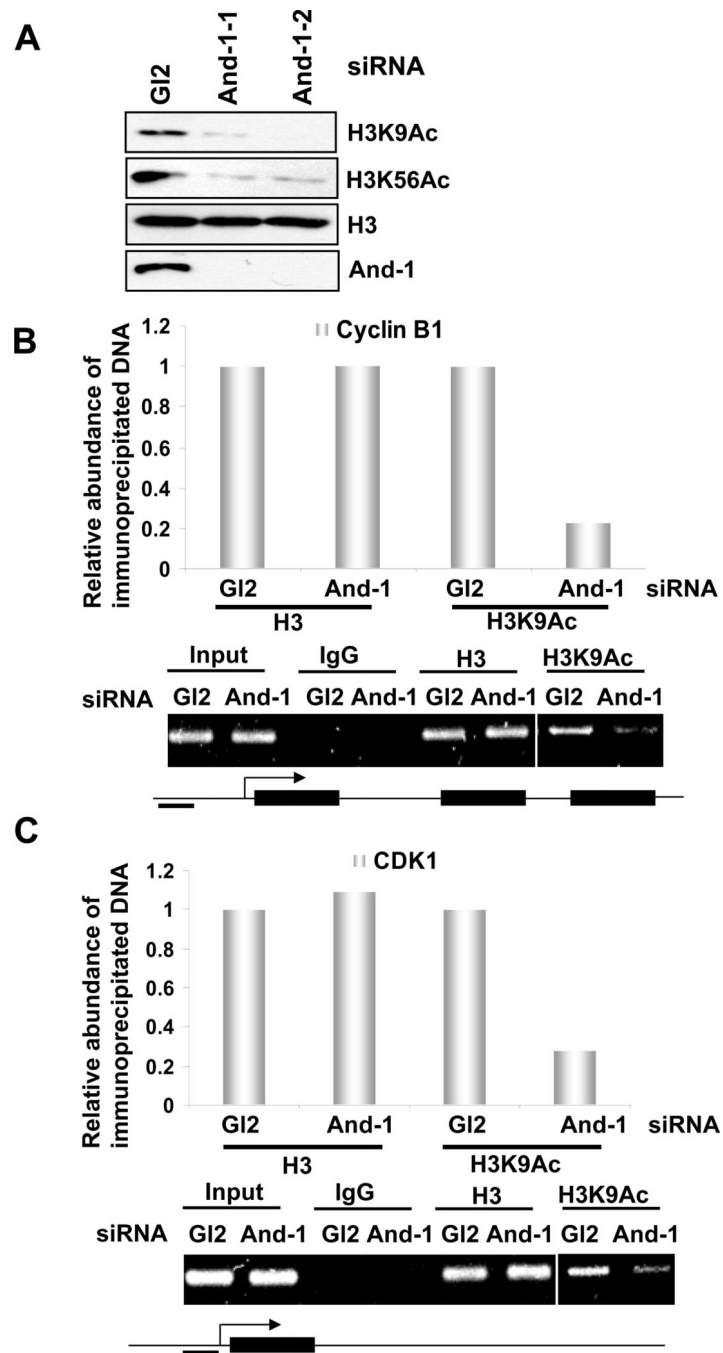 A
Gl2
And-1-1
And-1-2
siRNA
H3K9Ac
H3K56Ac
H3
And-1
B
Relative abundance of
immunoprecipitated DNA
1.2
1
0.8
0.6
0.4
0.2
0
Cyclin B1
Gl2 And-1 Gl2 And-1 siRNA
H3 H3K9Ac
Input IgG H3 H3K9Ac
siRNA Gl2 And-1 Gl2 And-1 Gl2 And-1 Gl2 And-1
C
Relative abundance of
immunoprecipitated DNA
1.2
1
0.8
0.6
0.4
0.2
0
CDK1
Gl2 And-1 Gl2 And-1 siRNA
H3 H3K9Ac
Input IgG H3 H3K9Ac
siRNA Gl2 And-1 Gl2 And-1 Gl2 And-1 Gl2 And-1